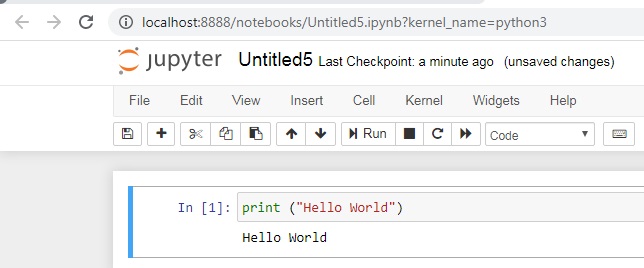 localhost:8888/notebooks/Untitled5.ipynb?kernel_name=python3
jupyter Untitled5 Last Checkpoint: a minute ago (unsaved changes)
File Edit View Insert Cell Kernel Widgets Help
Run Code
In [1]: print ("Hello World")
Hello World